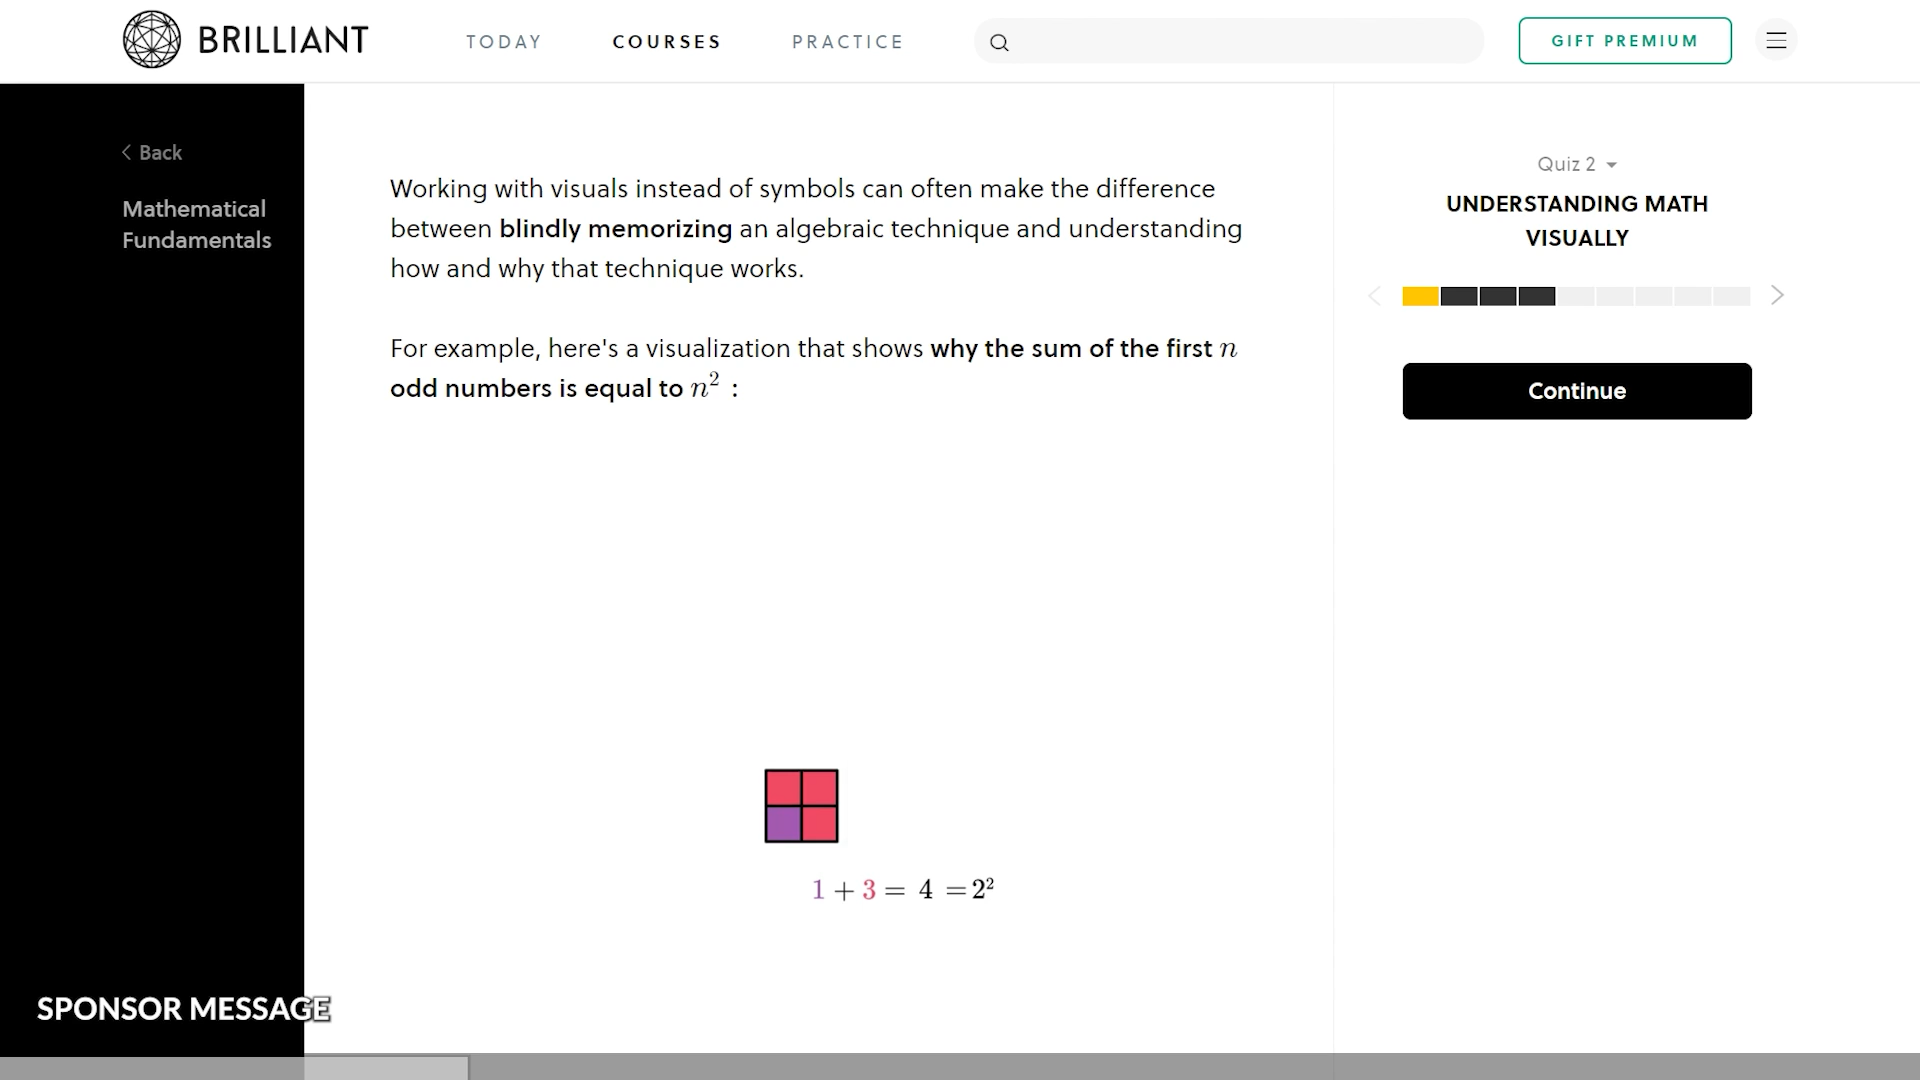 BRILLIANT
TODAY
COURSES
PRACTICE
GIFT PREMIUM
Back
Mathematical
Fundamentals
Working with visuals instead of symbols can often make the difference
between blindly memorizing an algebraic technique and understanding
how and why that technique works.
For example, here's a visualization that shows why the sum of the first n
odd numbers is equal to n² :
1 + 3 = 4 = 2²
Quiz 2
UNDERSTANDING MATH
VISUALLY
Continue
SPONSOR MESSAGE